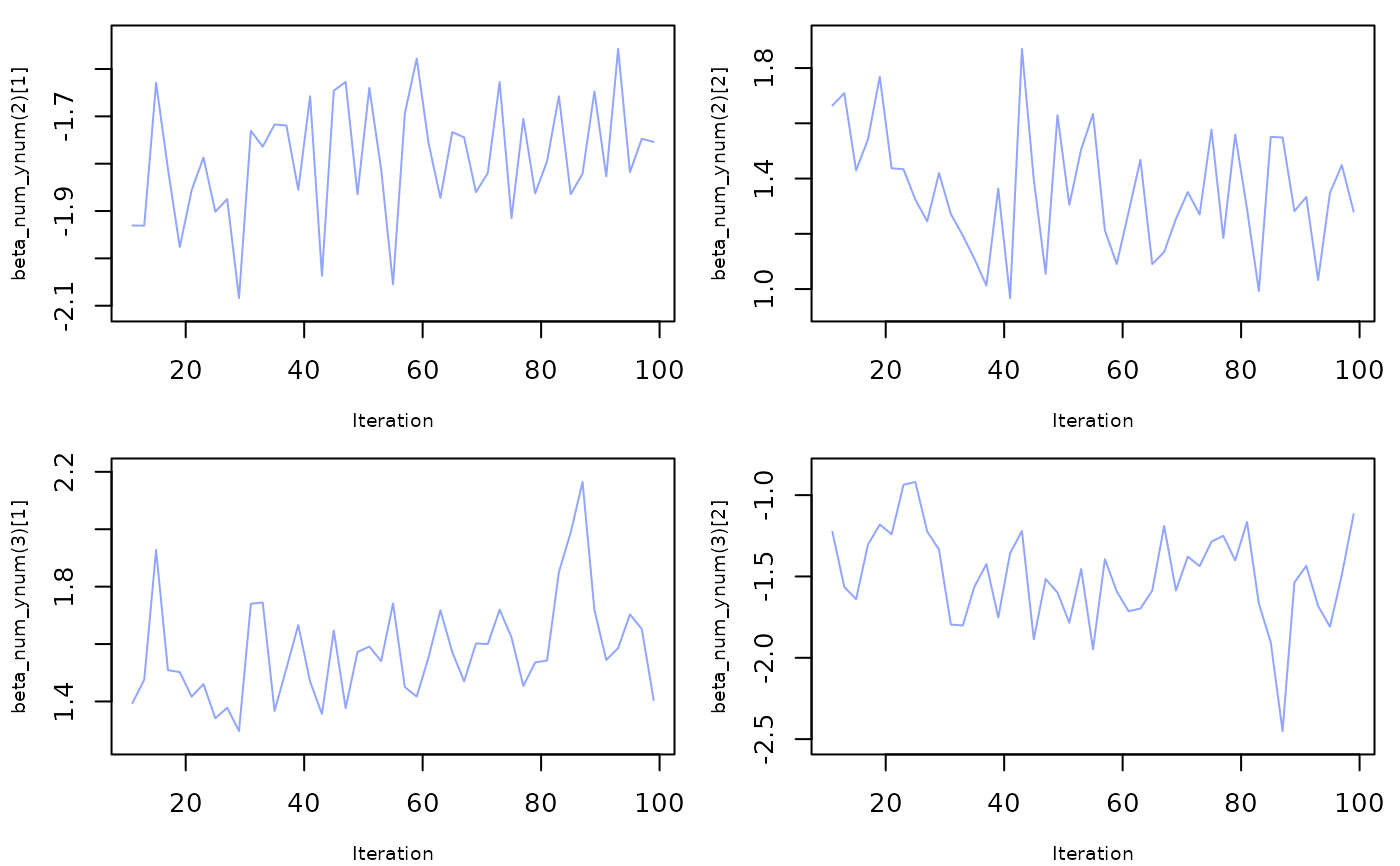 beta_num_ynum(2)[1]
-2.1 -1.9 -1.7
20 40 60 80 100
Iteration
beta_num_ynum(2)[2]
1.0 1.4 1.8
20 40 60 80 100
Iteration
beta_num_ynum(3)[1]
1.4 1.8 2.2
20 40 60 80 100
Iteration
beta_num_ynum(3)[2]
-2.5 -2.0 -1.5 -1.0
20 40 60 80 100
Iteration